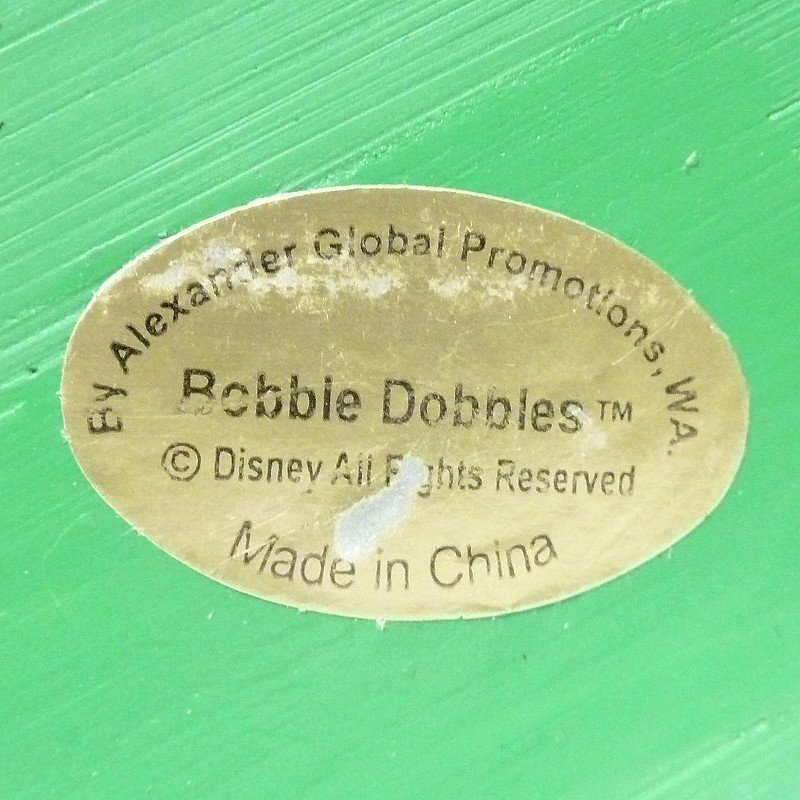 By Alexander Global Promotions, WA.
Bobble Dobbles™
© Disney All Rights Reserved
Made in China